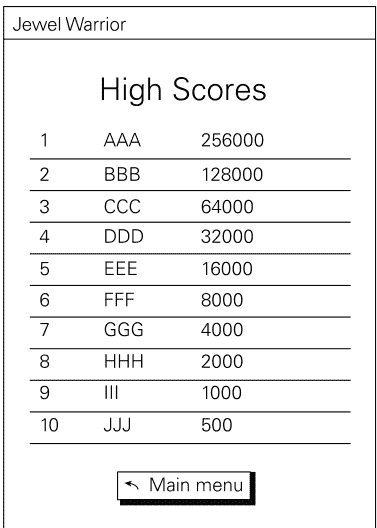 Jewel Warrior
High Scores
1 AAA 256000
2 BBB 128000
3 CCC 64000
4 DDD 32000
5 EEE 16000
6 FFF 8000
7 GGG 4000
8 HHH 2000
9 III 1000
10 JJJ 500
Main menu